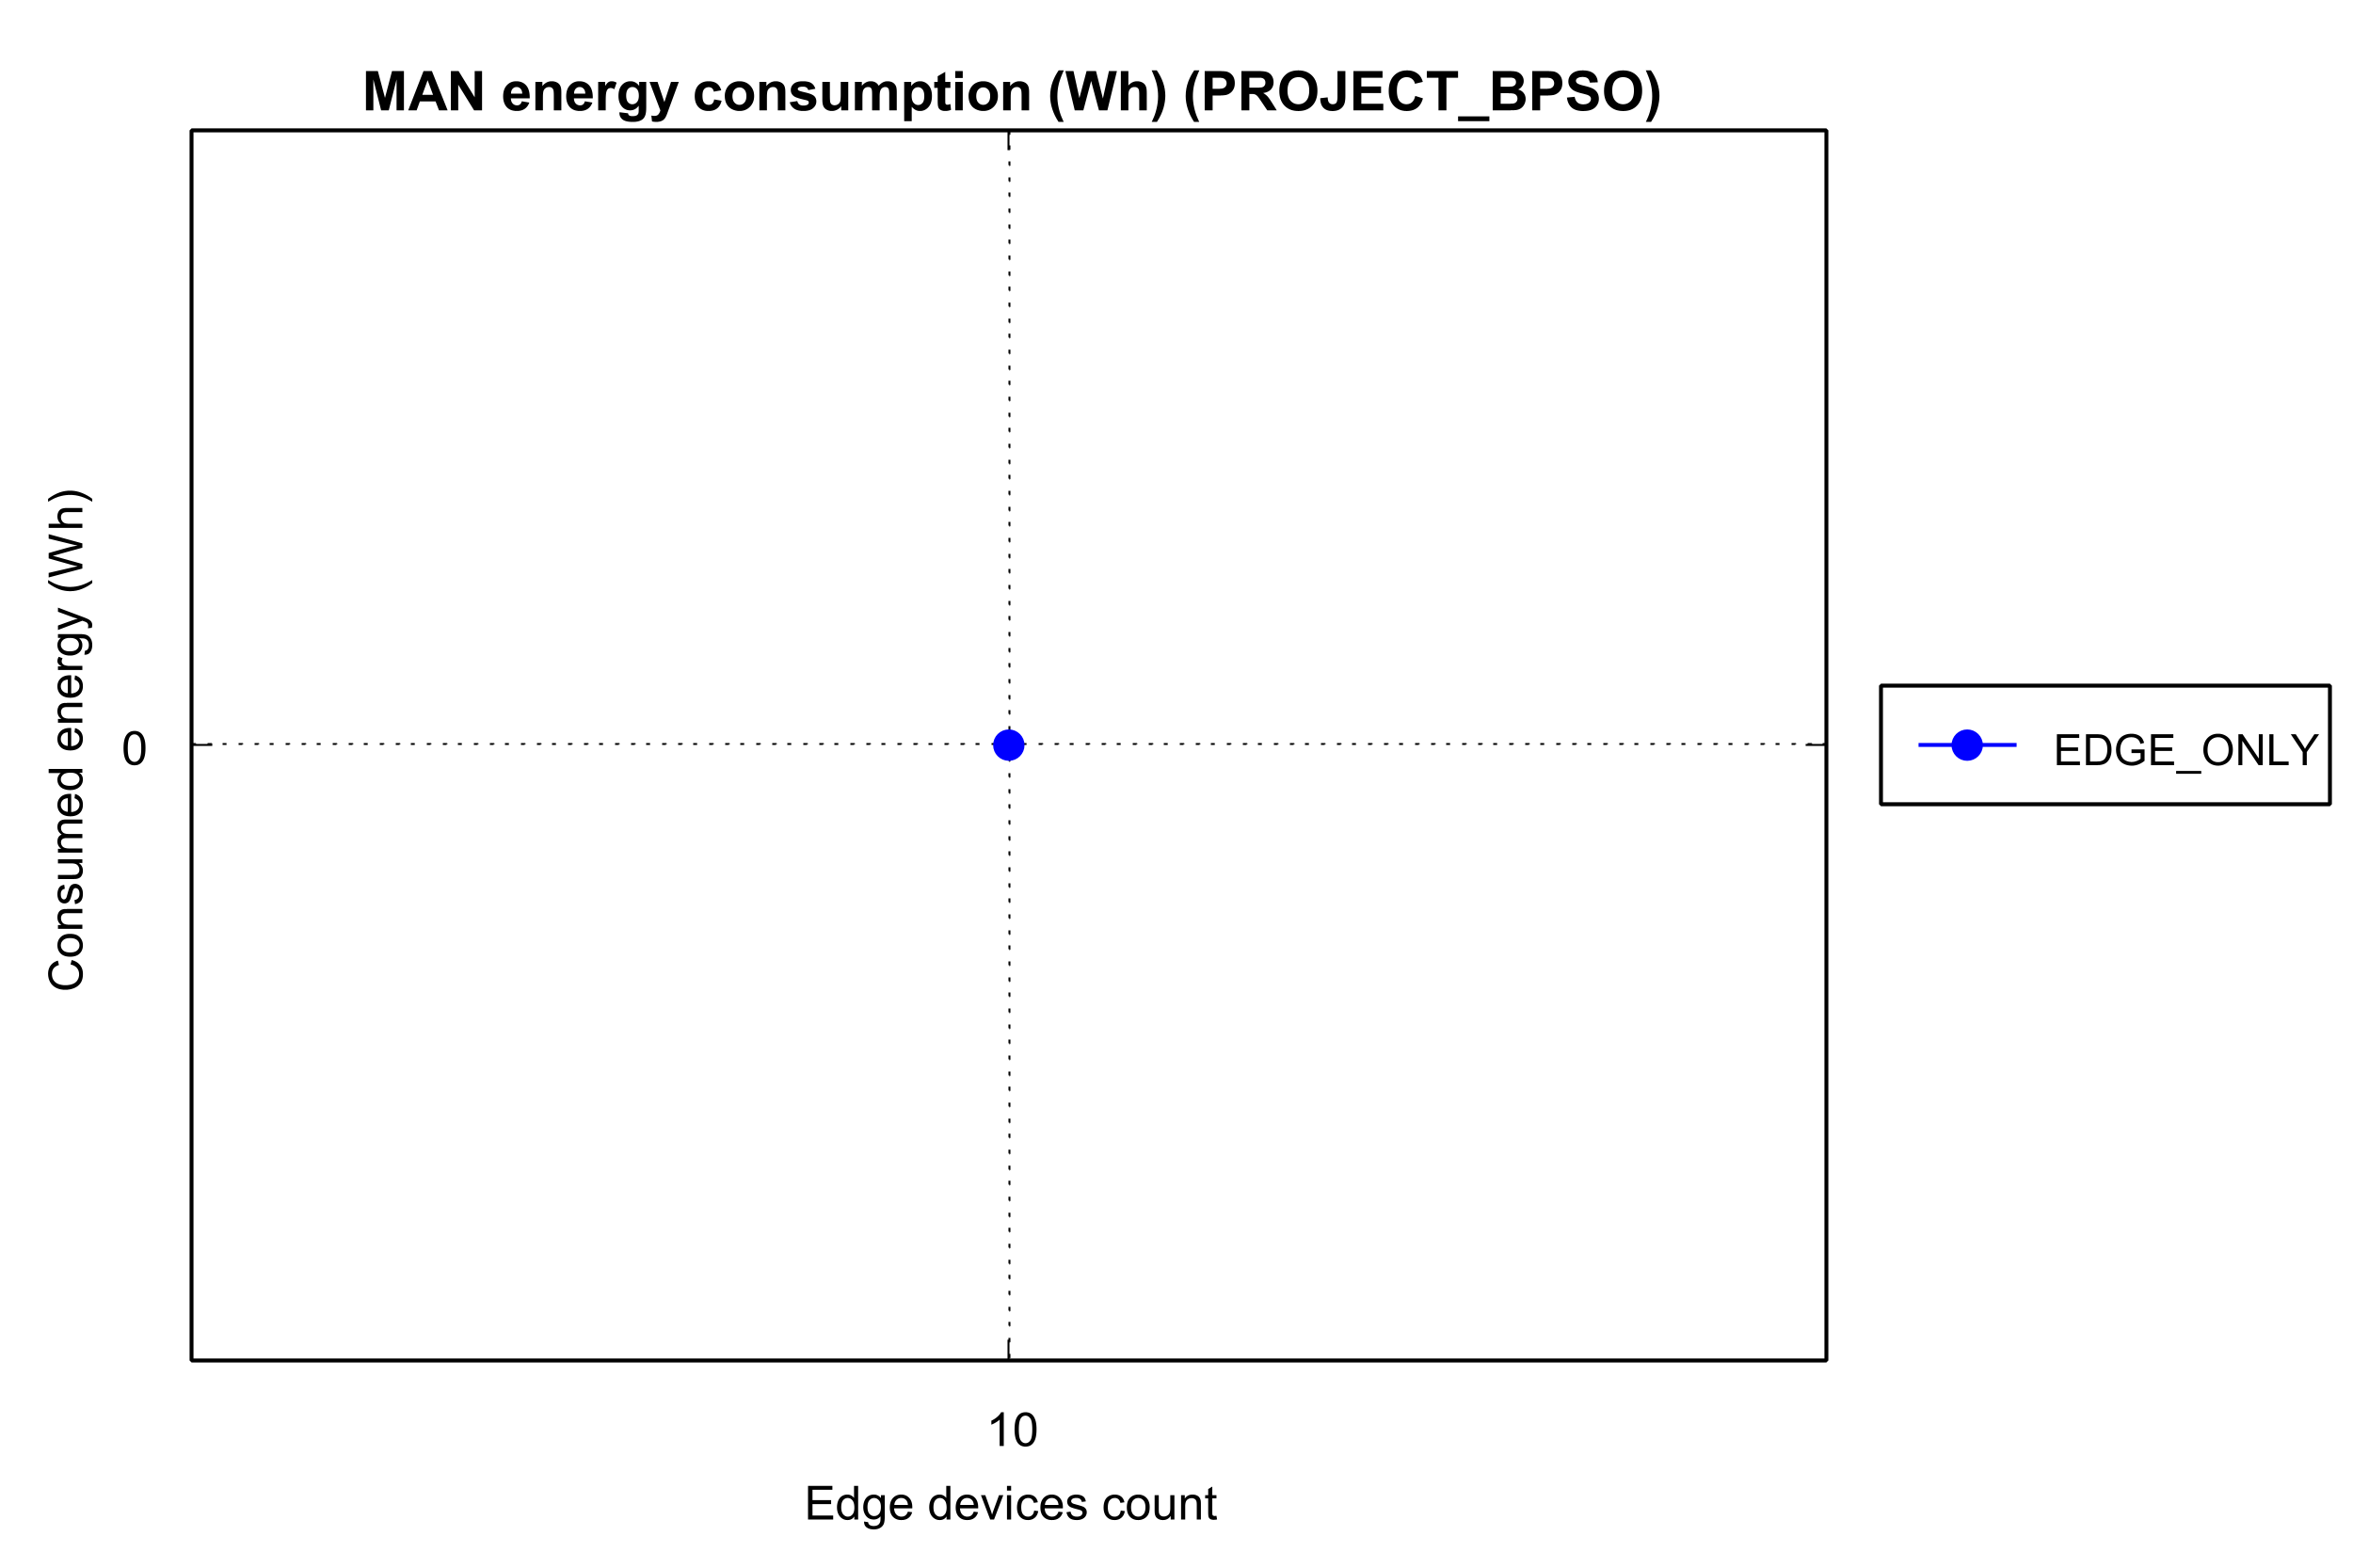 MAN energy consumption (Wh) (PROJECT_BPSO)
Consumed energy (Wh)
0
EDGE_ONLY
10
Edge devices count